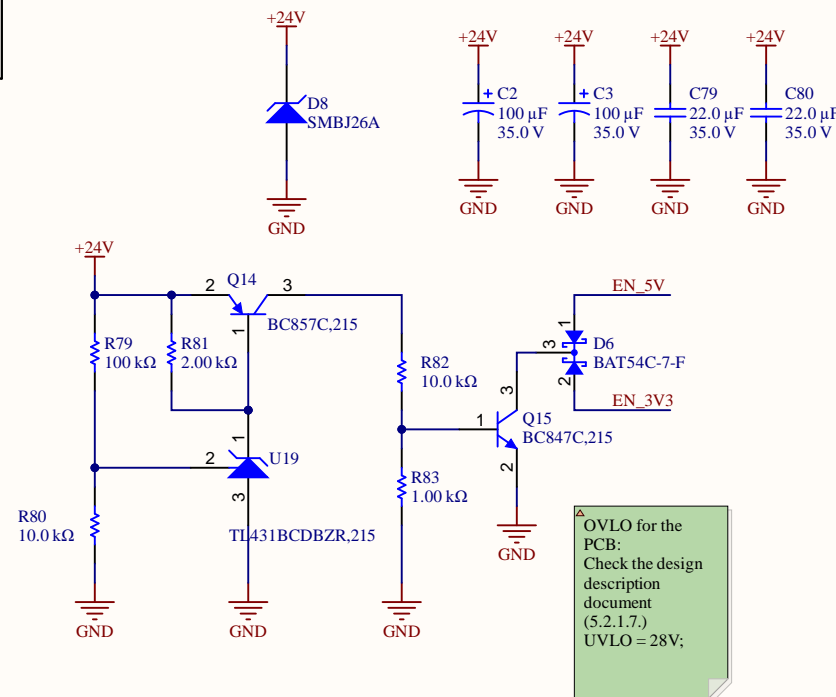 +24V
D8
SMBJ26A
GND
+24V
+ C2
100 µF
35.0 V
GND
+24V
+ C3
100 µF
35.0 V
GND
+24V
C79
22.0 µF
35.0 V
GND
+24V
C80
22.0 µF
35.0 V
GND
+24V
R79
100 kΩ
R81
2.00 kΩ
2
Q14
3
1
BC857C,215
R80
10.0 kΩ
GND
1
2
U19
3
TL431BCDBZR,215
GND
R82
10.0 kΩ
R83
1.00 kΩ
GND
1
3
Q15
BC847C,215
2
GND
EN_5V
1
3
D6
BAT54C-7-F
2
EN_3V3
OVLO for the
PCB:
Check the design
description
document
(5.2.1.7.)
UVLO = 28V;